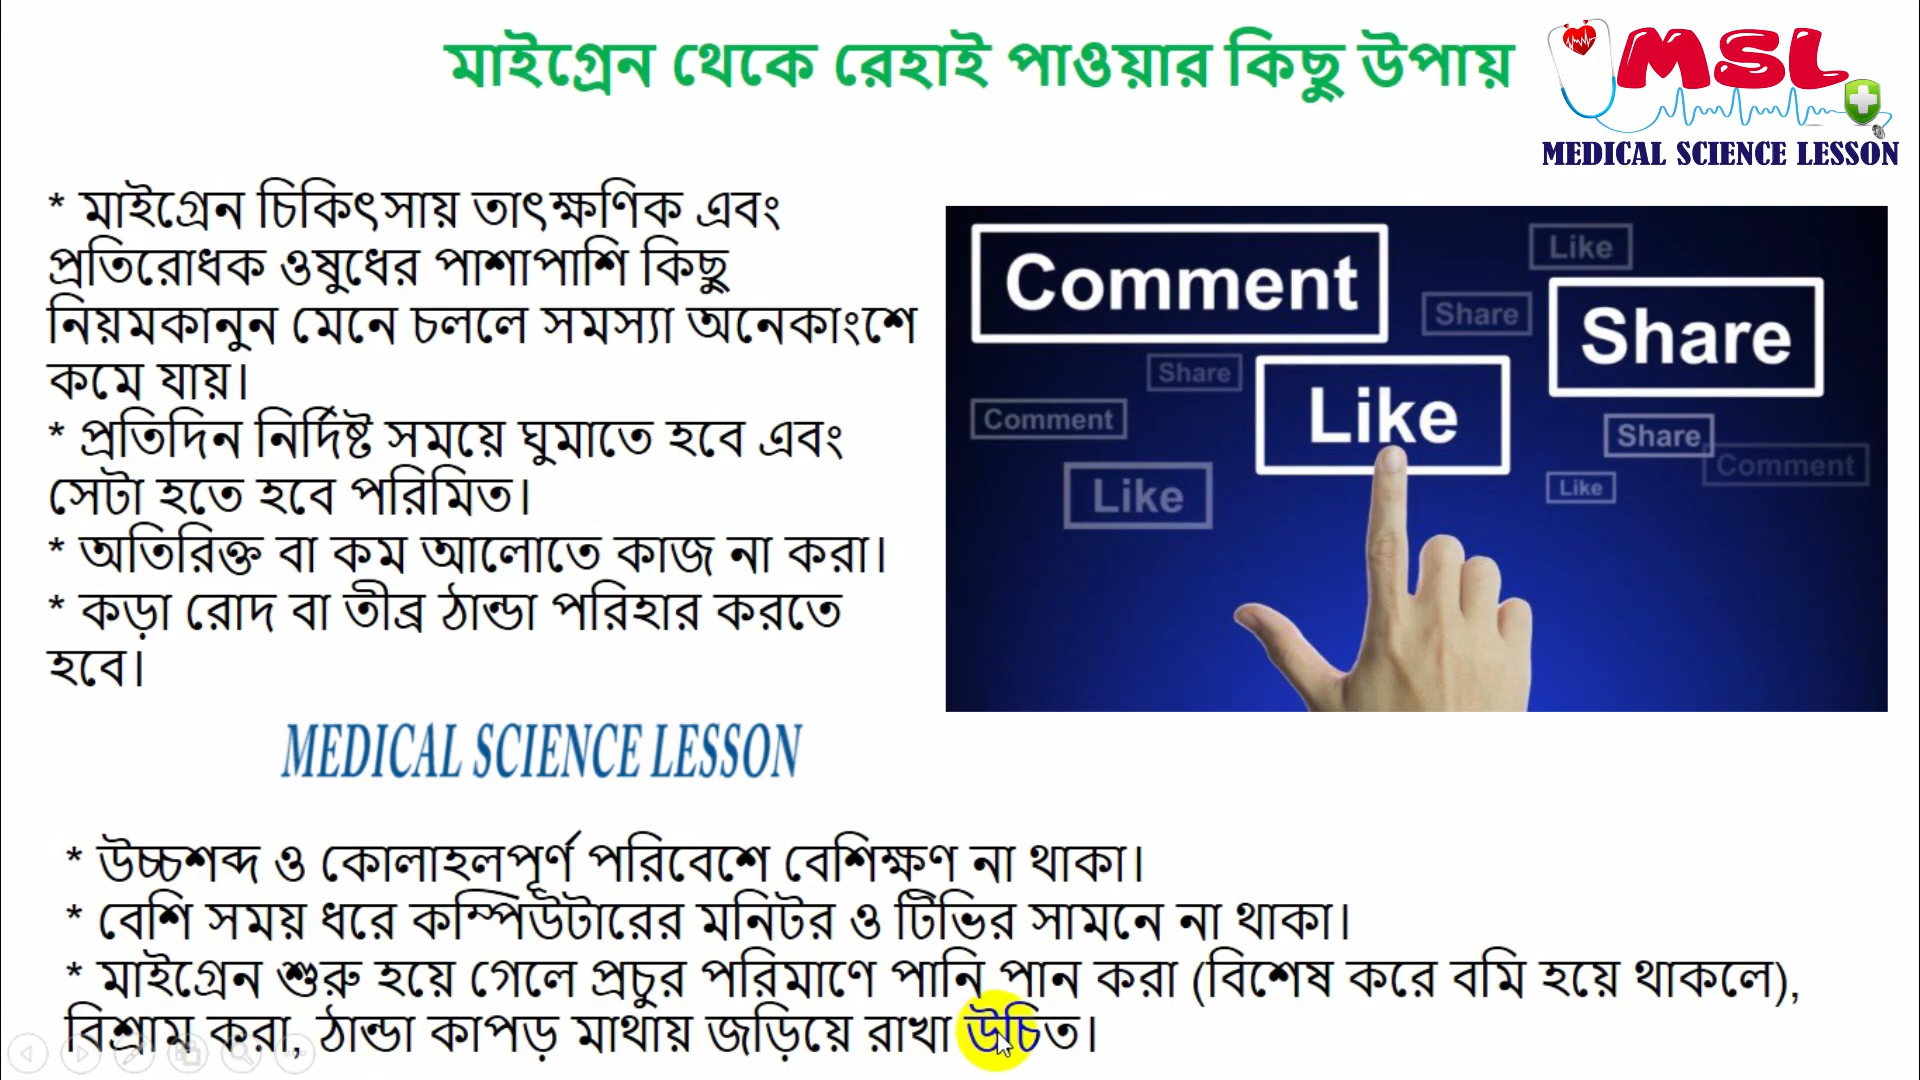 মাইগ্রেন থেকে রেহাই পাওয়ার কিছু উপায়
MSL
MEDICAL SCIENCE LESSON
* মাইগ্রেন চিকিৎসায় তাৎক্ষণিক এবং
প্রতিরোধক ওষুধের পাশাপাশি কিছু
নিয়মকানুন মেনে চললে সমস্যা অনেকাংশে
কমে যায়।
* প্রতিদিন নির্দিষ্ট সময়ে ঘুমাতে হবে এবং
সেটা হতে হবে পরিমিত।
* অতিরিক্ত বা কম আলোতে কাজ না করা।
* কড়া রোদ বা তীব্র ঠান্ডা পরিহার করতে
হবে।
Comment
Like
Share
Share
Share
Like
Comment
Share
Comment
Like
Like
MEDICAL SCIENCE LESSON
* উচ্চশব্দ ও কোলাহলপূর্ণ পরিবেশে বেশিক্ষণ না থাকা।
* বেশি সময় ধরে কম্পিউটারের মনিটর ও টিভির সামনে না থাকা।
* মাইগ্রেন শুরু হয়ে গেলে প্রচুর পরিমাণে পানি পান করা (বিশেষ করে বমি হয়ে থাকলে),
বিশ্রাম করা, ঠান্ডা কাপড় মাথায় জড়িয়ে রাখা উচিত।